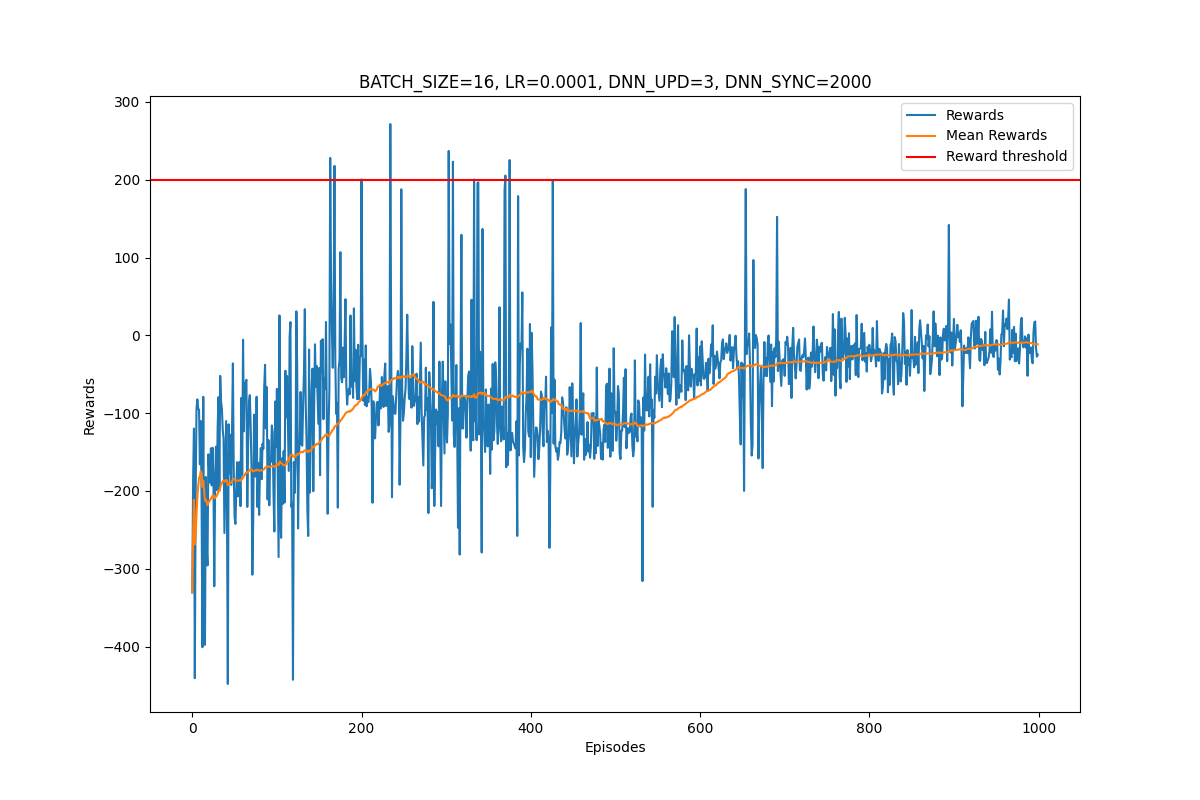 BATCH_SIZE=16, LR=0.0001, DNN_UPD=3, DNN_SYNC=2000
300
200
100
0
−100
−200
−300
−400
Rewards
Rewards
Mean Rewards
Reward threshold
0
200
400
600
800
1000
Episodes